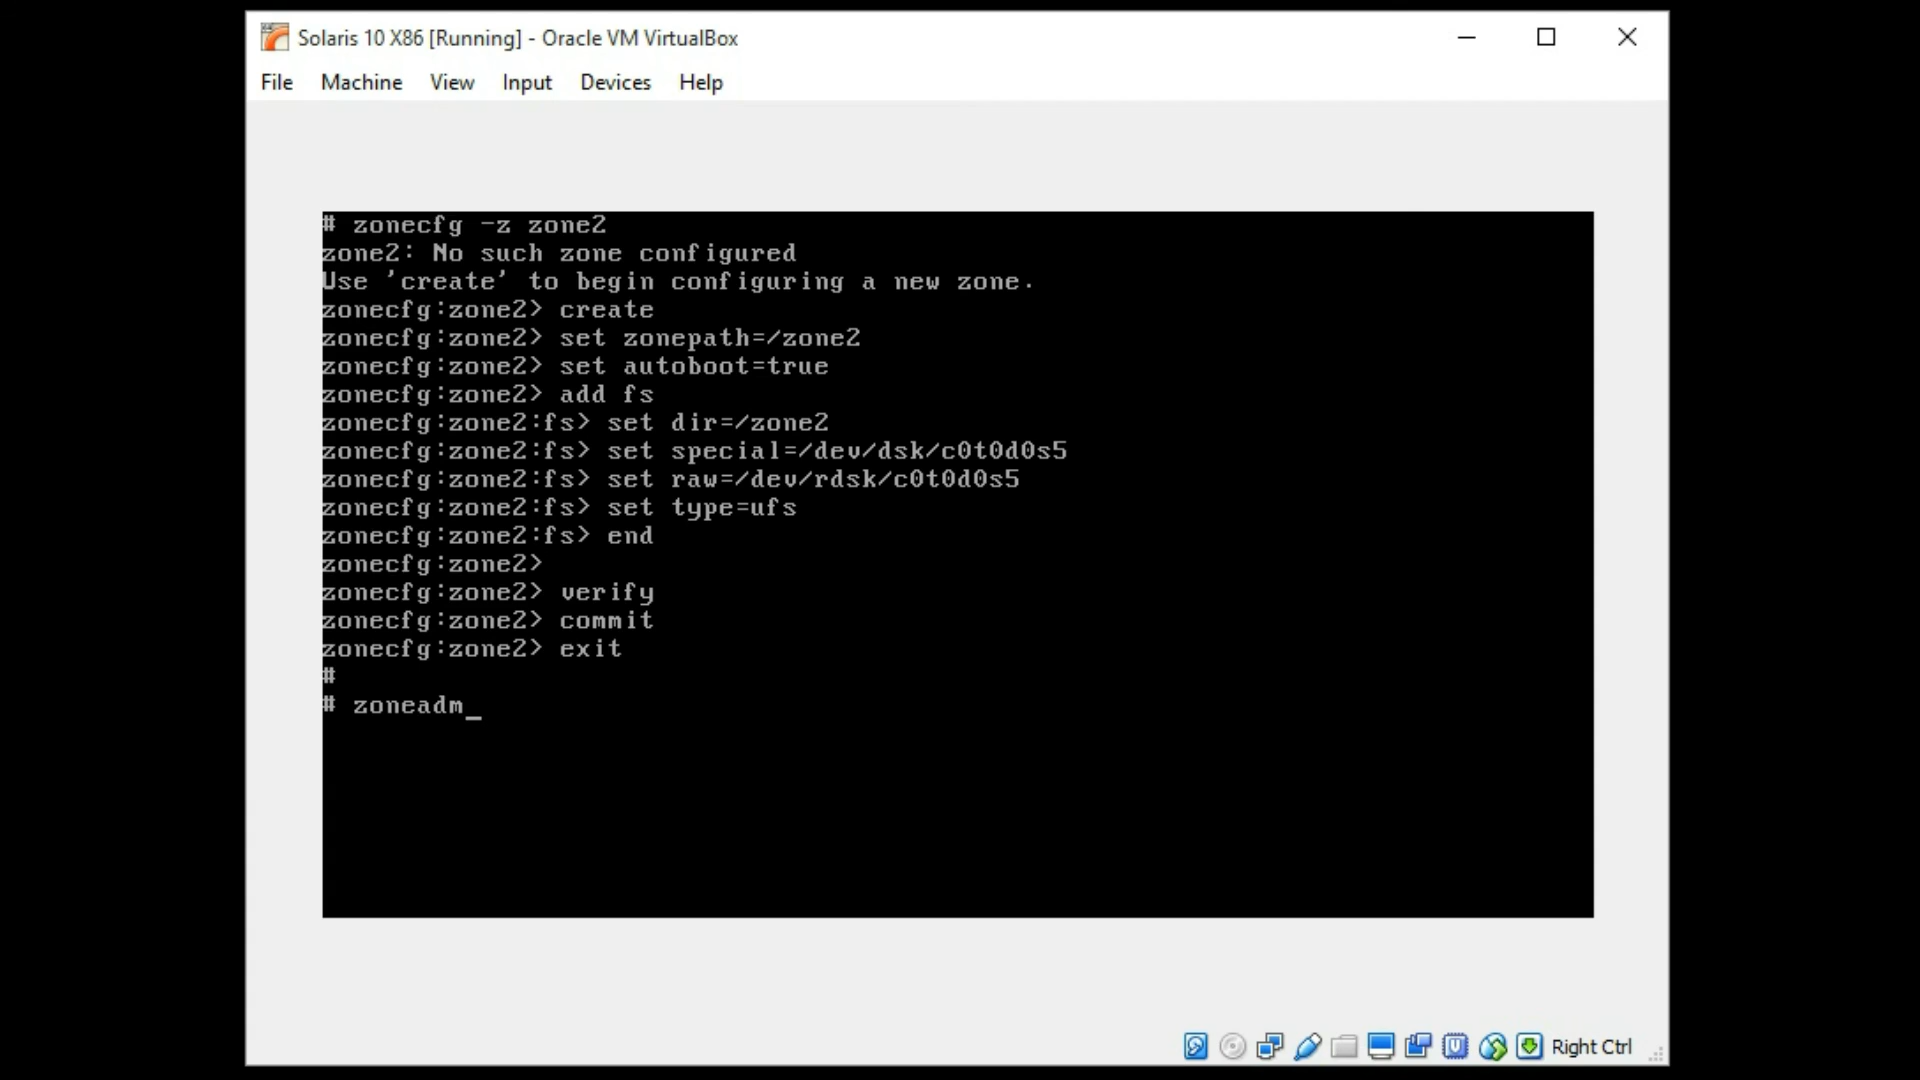 Solaris 10 X86 [Running] - Oracle VM VirtualBox
File Machine View Input Devices Help
# zonecfg -z zone2
zone2: No such zone configured
Use 'create' to begin configuring a new zone.
zonecfg:zone2> create
zonecfg:zone2> set zonepath=/zone2
zonecfg:zone2> set autoboot=true
zonecfg:zone2> add fs
zonecfg:zone2:fs> set dir=/zone2
zonecfg:zone2:fs> set special=/dev/dsk/c0t0d0s5
zonecfg:zone2:fs> set raw=/dev/rdsk/c0t0d0s5
zonecfg:zone2:fs> set type=ufs
zonecfg:zone2:fs> end
zonecfg:zone2>
zonecfg:zone2> verify
zonecfg:zone2> commit
zonecfg:zone2> exit
#
# zoneadm_
Right Ctrl